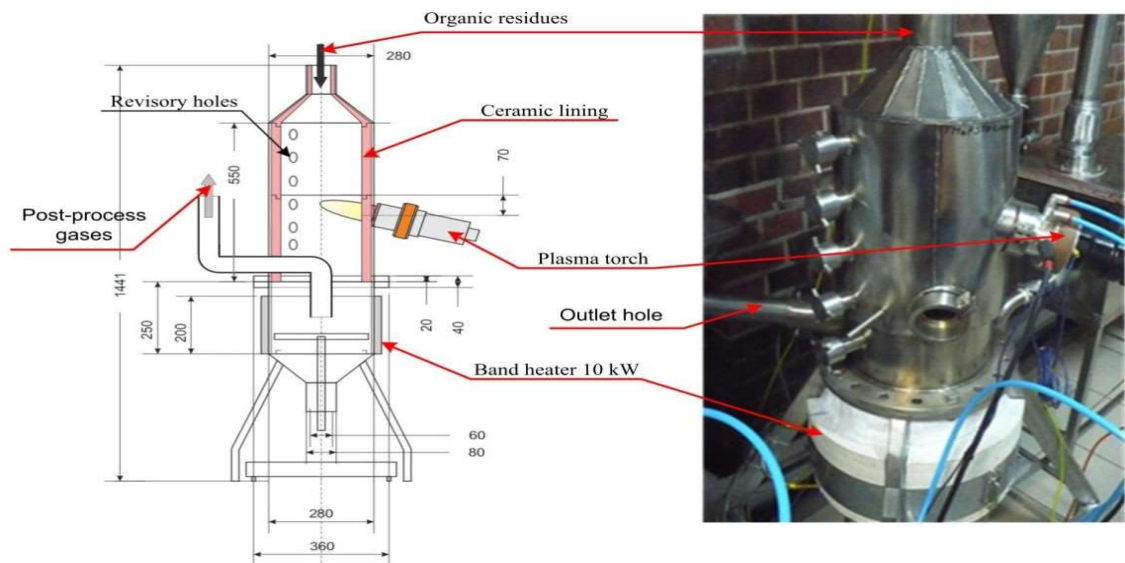 Organic residues
280
Revisory holes
Ceramic lining
70
550
Post-process
gases
1441
Plasma torch
20
40
250
200
Outlet hole
Band heater 10 kW
60
80
280
360